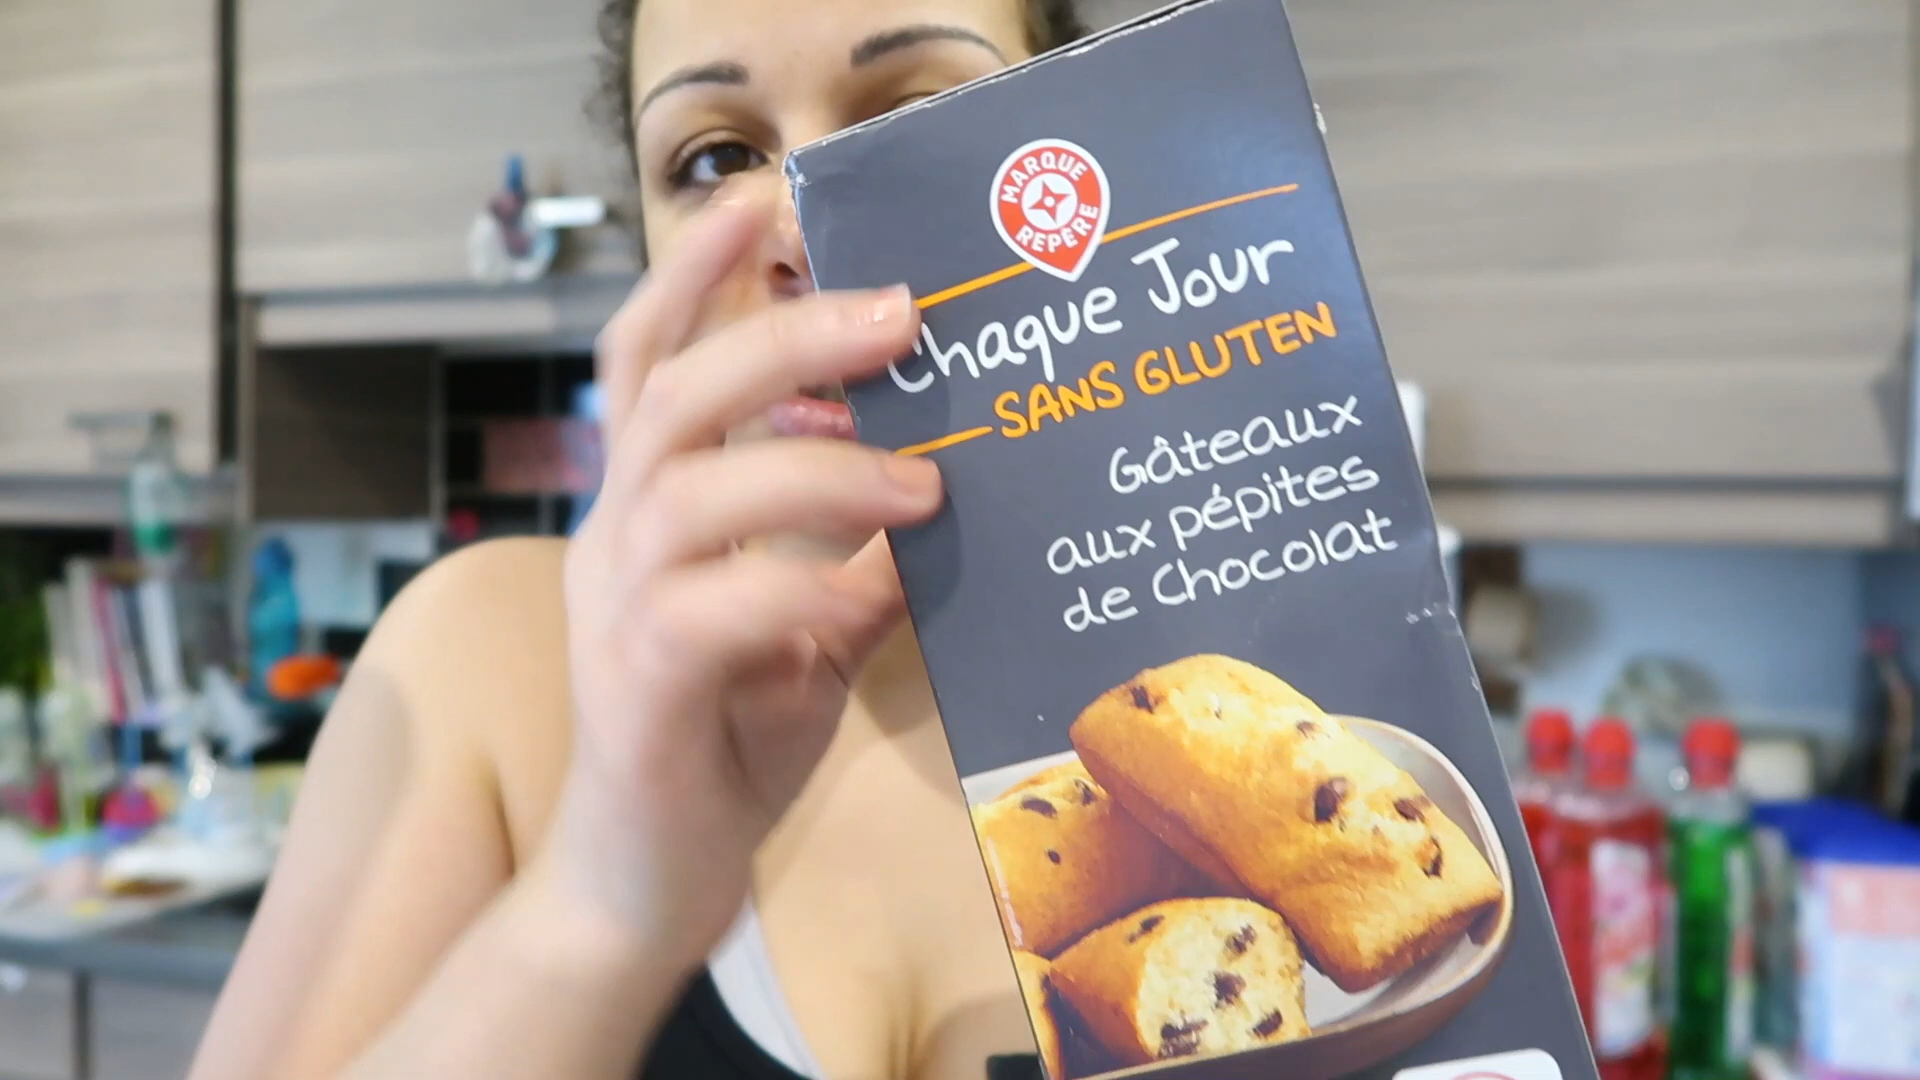 MARQUE
REPÈRE
Chaque Jour
SANS GLUTEN
Gâteaux
aux pépites
de Chocolat